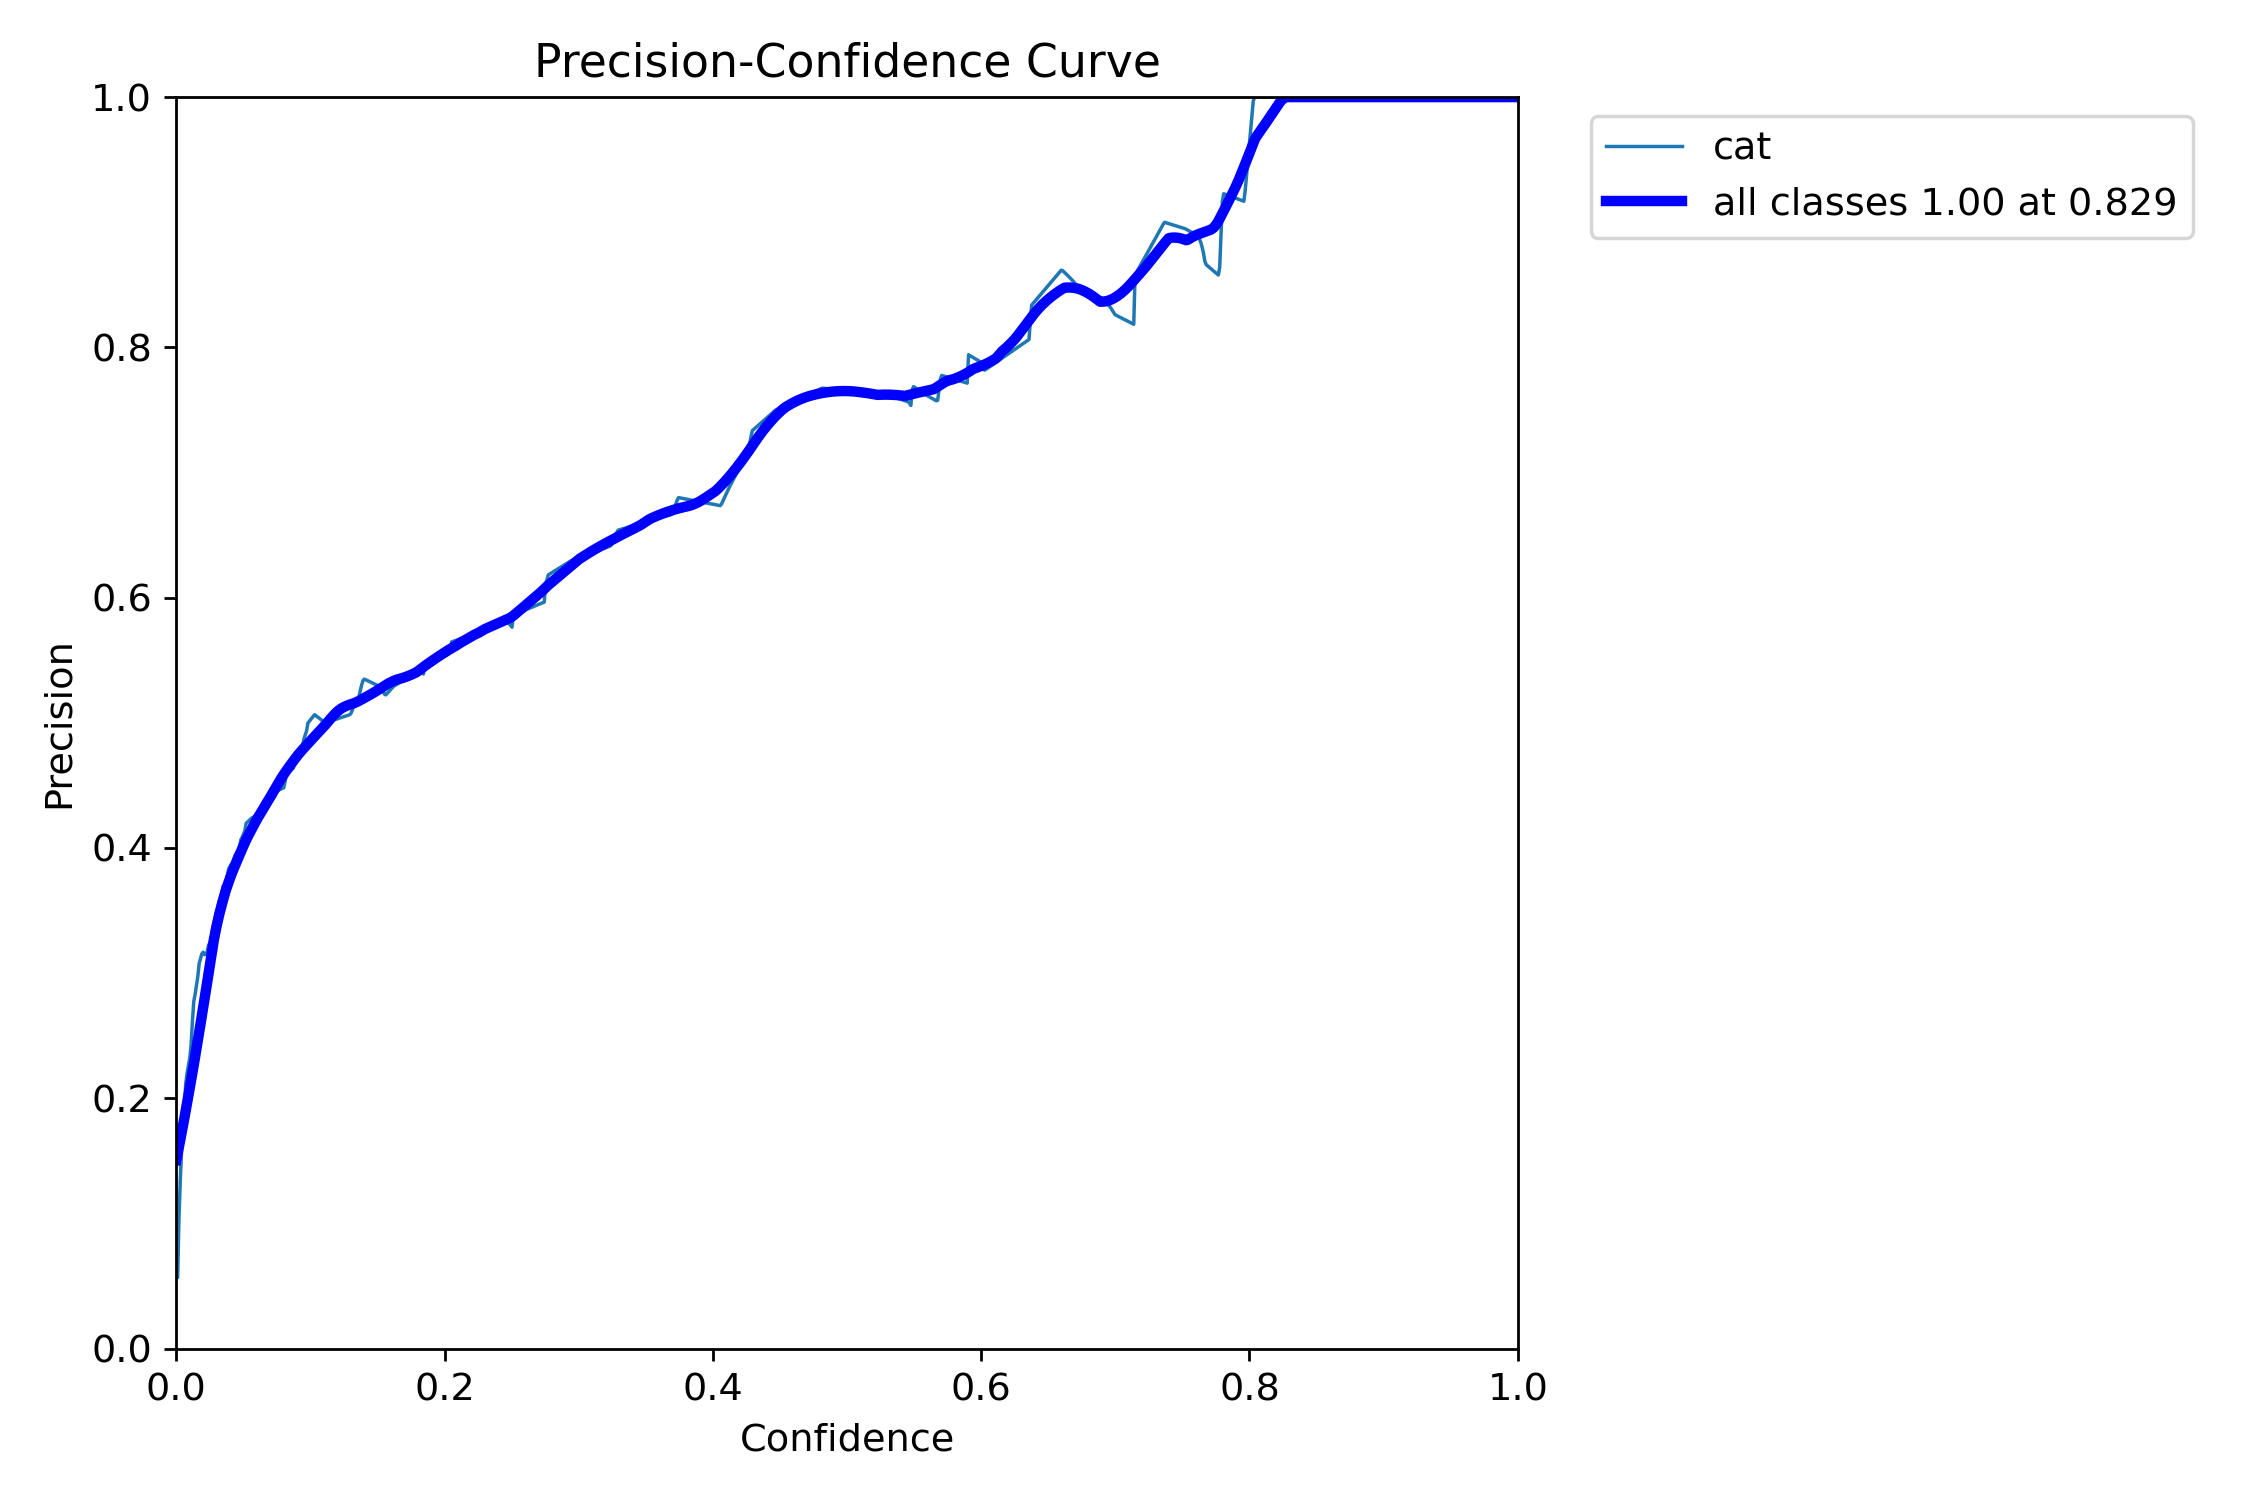 Precision-Confidence Curve
1.0
0.8
0.6
0.4
0.2
0.0
Precision
0.0 0.2 0.4 0.6 0.8 1.0
Confidence
cat
all classes 1.00 at 0.829